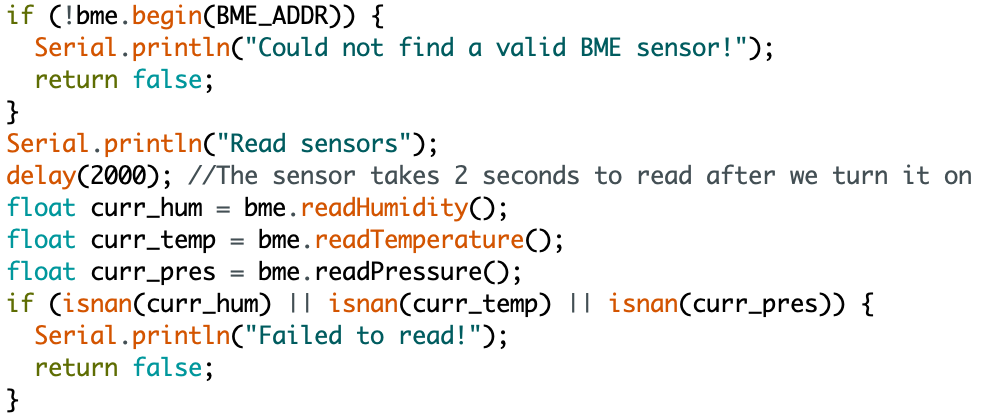 if (!bme.begin(BME_ADDR)) {
  Serial.println("Could not find a valid BME sensor!");
  return false;
}
Serial.println("Read sensors");
delay(2000); //The sensor takes 2 seconds to read after we turn it on
float curr_hum = bme.readHumidity();
float curr_temp = bme.readTemperature();
float curr_pres = bme.readPressure();
if (isnan(curr_hum) || isnan(curr_temp) || isnan(curr_pres)) {
  Serial.println("Failed to read!");
  return false;
}